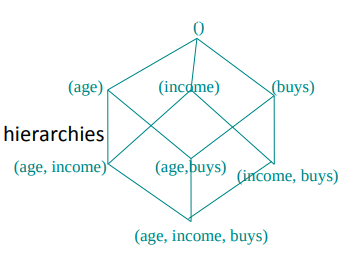 ()
(age) (income) (buys)
hierarchies
(age, income) (age,buys) (income, buys)
(age, income, buys)